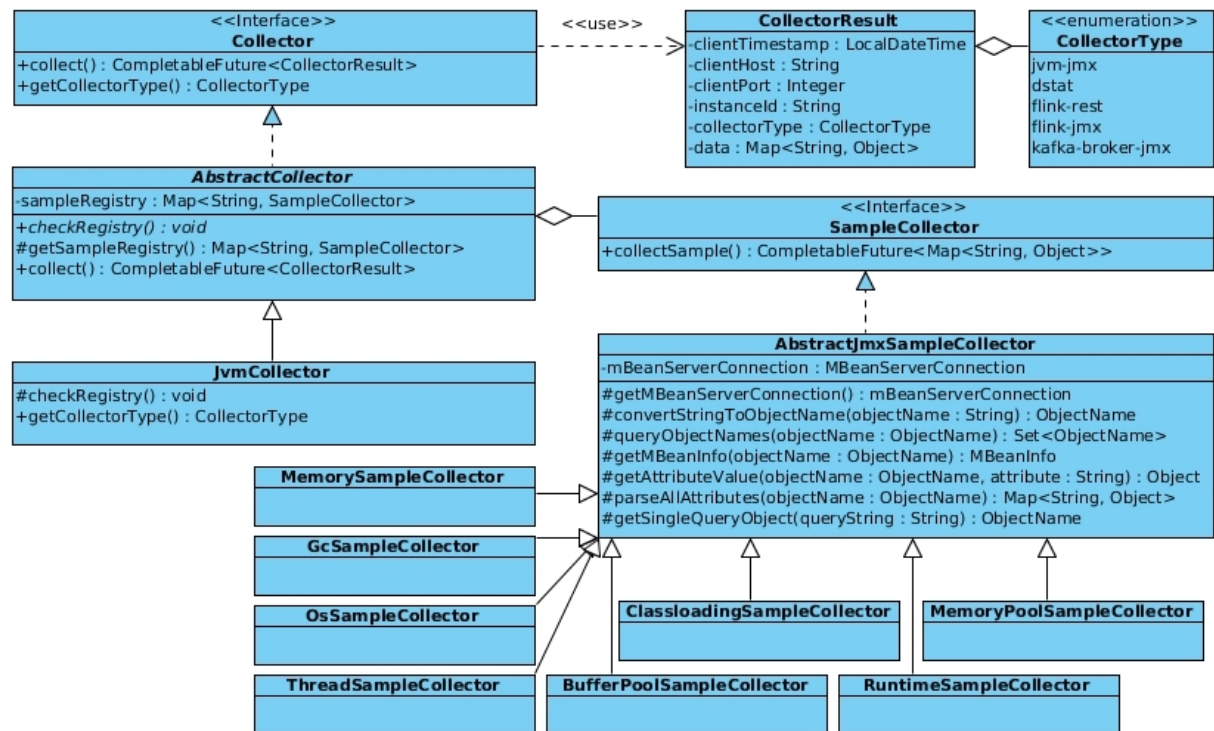 <<Interface>>
Collector
+collect() : CompletableFuture<CollectorResult>
+getCollectorType() : CollectorType
<<use>>
CollectorResult
-clientTimestamp : LocalDateTime
-clientHost : String
-clientPort : Integer
-instanceId : String
-collectorType : CollectorType
-data : Map<String, Object>
<<enumeration>>
CollectorType
jvm-jmx
dstat
flink-rest
flink-jmx
kafka-broker-jmx
AbstractCollector
-sampleRegistry : Map<String, SampleCollector>
+checkRegistry() : void
#getSampleRegistry() : Map<String, SampleCollector>
+collect() : CompletableFuture<CollectorResult>
<<Interface>>
SampleCollector
+collectSample() : CompletableFuture<Map<String, Object>>
JvmCollector
#checkRegistry() : void
+getCollectorType() : CollectorType
AbstractJmxSampleCollector
-mBeanServerConnection : MBeanServerConnection
#getMBeanServerConnection() : mBeanServerConnection
#convertStringToObjectName(objectName : String) : ObjectName
#queryObjectNames(objectName : ObjectName) : Set<ObjectName>
#getMBeanInfo(objectName : ObjectName) : MBeanInfo
#getAttributeValue(objectName : ObjectName, attribute : String) : Object
#parseAllAttributes(objectName : ObjectName) : Map<String, Object>
#getSingleQueryObject(queryString : String) : ObjectName
MemorySampleCollector
GcSampleCollector
OsSampleCollector
ClassloadingSampleCollector
MemoryPoolSampleCollector
ThreadSampleCollector
BufferPoolSampleCollector
RuntimeSampleCollector